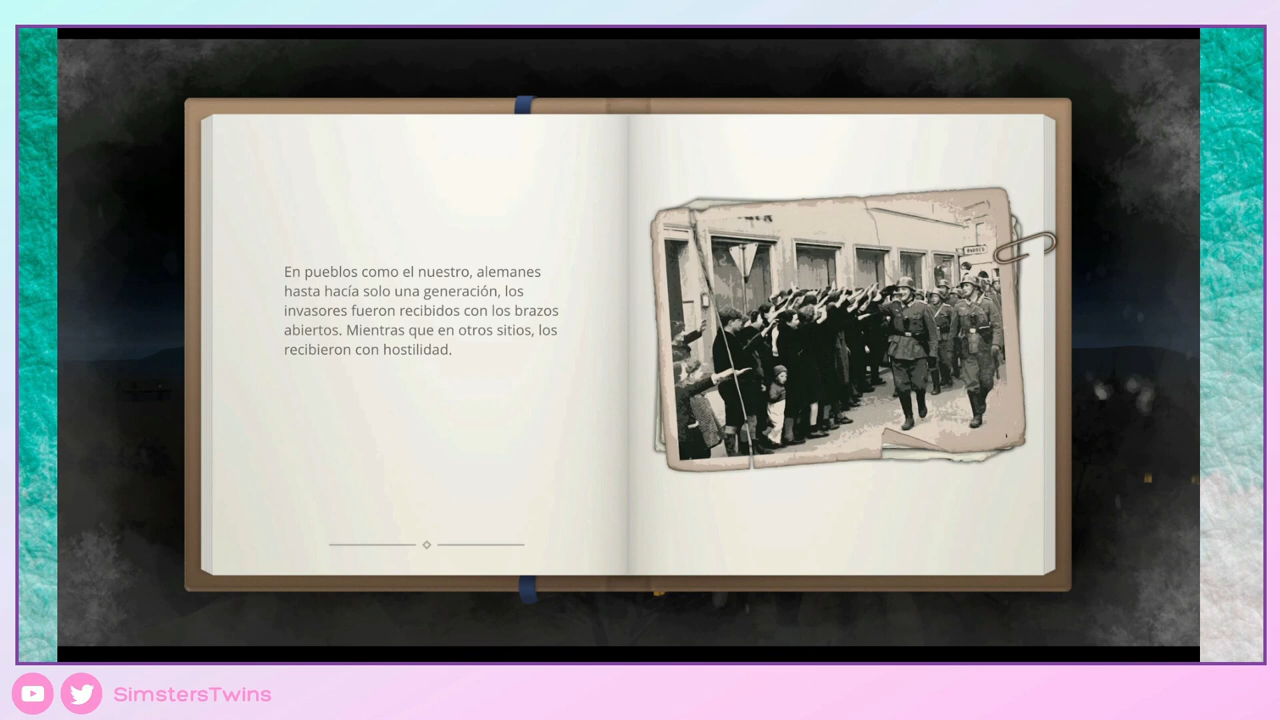 En pueblos como el nuestro, alemanes
hasta hacía solo una generación, los
invasores fueron recibidos con los brazos
abiertos. Mientras que en otros sitios, los
recibieron con hostilidad.
SimstersTwins